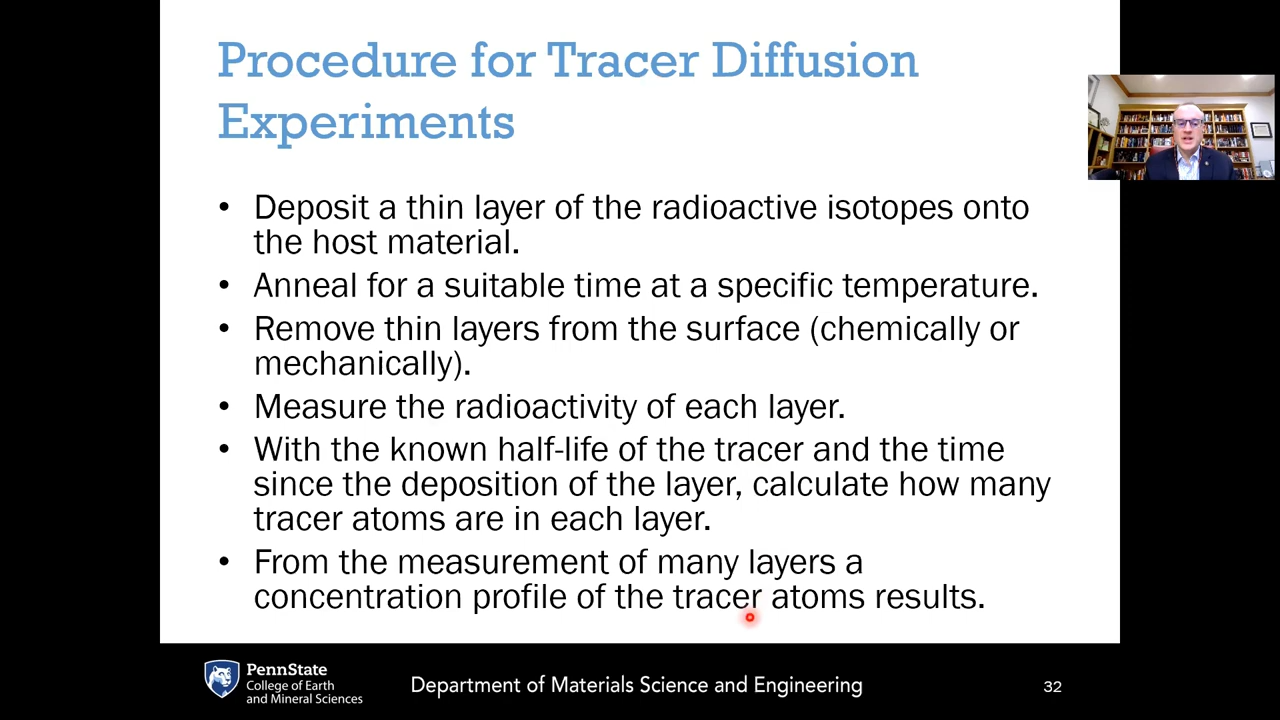 Procedure for Tracer Diffusion
Experiments
• Deposit a thin layer of the radioactive isotopes onto
the host material.
• Anneal for a suitable time at a specific temperature.
• Remove thin layers from the surface (chemically or
mechanically).
• Measure the radioactivity of each layer.
• With the known half-life of the tracer and the time
since the deposition of the layer, calculate how many
tracer atoms are in each layer.
• From the measurement of many layers a
concentration profile of the tracer atoms results.
PennState
College of Earth
and Mineral Sciences
Department of Materials Science and Engineering
32